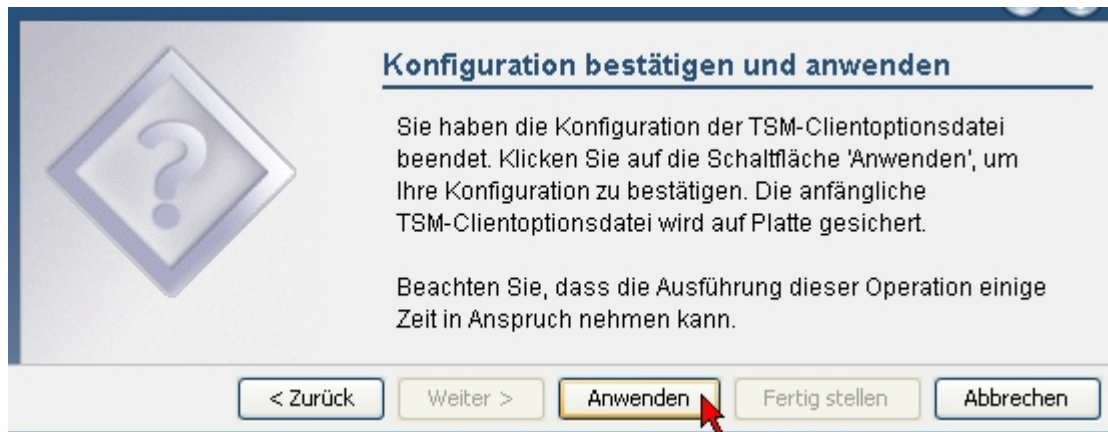 Konfiguration bestätigen und anwenden
Sie haben die Konfiguration der TSM-Clientoptionsdatei
beendet. Klicken Sie auf die Schaltfläche 'Anwenden', um
Ihre Konfiguration zu bestätigen. Die anfängliche
TSM-Clientoptionsdatei wird auf Platte gesichert.
Beachten Sie, dass die Ausführung dieser Operation einige
Zeit in Anspruch nehmen kann.
< Zurück Weiter > Anwenden Fertig stellen Abbrechen